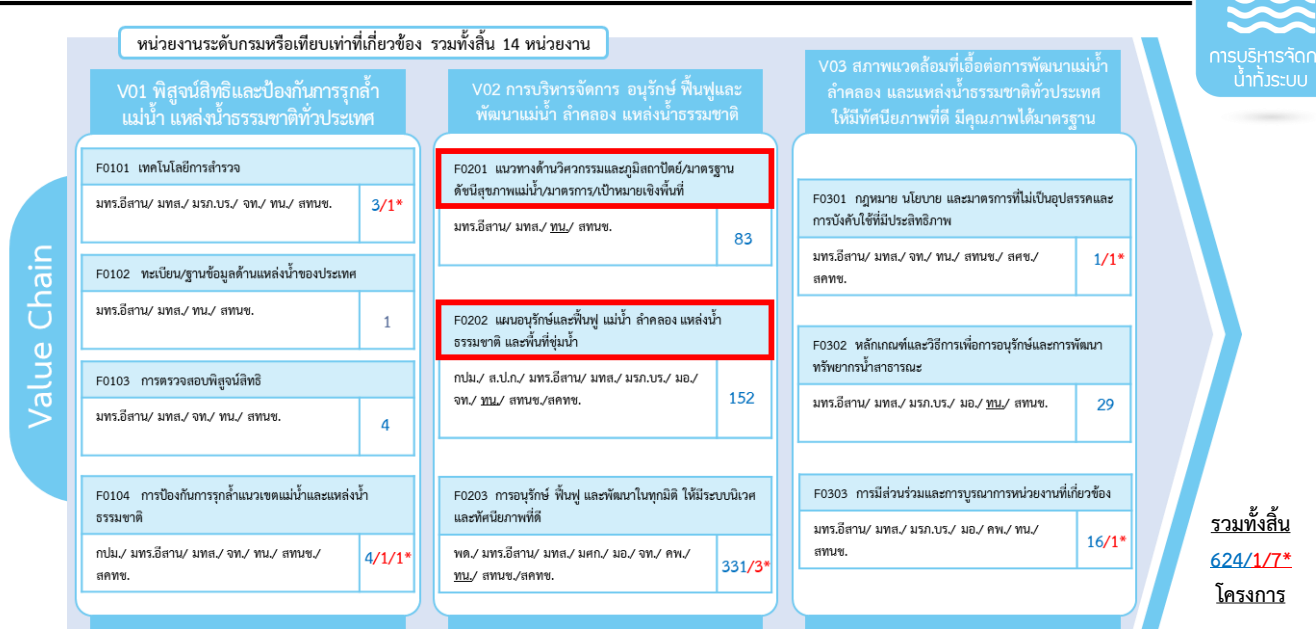 การบริหารจัดก
น้ำทั้งระบบ
หน่วยงานระดับกรมหรือเทียบเท่าที่เกี่ยวข้อง รวมทั้งสิ้น 14 หน่วยงาน
Value Chain
V01 พิสูจน์สิทธิและป้องกันการรุกล้ำ
แม่น้ำ แหล่งน้ำธรรมชาติทั่วประเทศ
F0101 เทคโนโลยีการสำรวจ
มทร.อีสาน/ มทส./ มรภ.บร./ จท./ ทน./ สทนช.
3/1*
F0102 ทะเบียน/ฐานข้อมูลด้านแหล่งน้ำของประเทศ
มทร.อีสาน/ มทส./ ทน./ สทนช.
1
F0103 การตรวจสอบพิสูจน์สิทธิ
มทร.อีสาน/ มทส./ จท./ ทน./ สทนช.
4
F0104 การป้องกันการรุกล้ำแนวเขตแม่น้ำและแหล่งน้ำ
ธรรมชาติ
กปม./ มทร.อีสาน/ มทส./ จท./ ทน./ สทนช./
สคทช.
4/1/1*
V02 การบริหารจัดการ อนุรักษ์ ฟื้นฟูและ
พัฒนาแม่น้ำ ลำคลอง แหล่งน้ำธรรมชาติ
F0201 แนวทางด้านวิศวกรรมและภูมิสถาปัตย์/มาตรฐาน
ดัชนีสุขภาพแม่น้ำ/มาตรการ/เป้าหมายเชิงพื้นที่
มทร.อีสาน/ มทส./ ทน./ สทนช.
83
F0202 แผนอนุรักษ์และฟื้นฟู แม่น้ำ ลำคลอง แหล่งน้ำ
ธรรมชาติ และพื้นที่ชุ่มน้ำ
กปม./ ส.ป.ก./ มทร.อีสาน/ มทส./ มรภ.บร./ มอ./
จท./ ทน./ สทนช./สคทช.
152
F0203 การอนุรักษ์ ฟื้นฟู และพัฒนาในทุกมิติ ให้มีระบบนิเวศ
และทัศนียภาพที่ดี
พด./ มทร.อีสาน/ มทส./ มศก./ มอ./ จท./ คพ./
ทน./ สทนช./สคทช.
331/3*
V03 สภาพแวดล้อมที่เอื้อต่อการพัฒนาแม่น้ำ
ลำคลอง และแหล่งน้ำธรรมชาติทั่วประเทศ
ให้มีทัศนียภาพที่ดี มีคุณภาพได้มาตรฐาน
F0301 กฎหมาย นโยบาย และมาตรการที่ไม่เป็นอุปสรรคและ
การบังคับใช้ที่มีประสิทธิภาพ
มทร.อีสาน/ มทส./ จท./ ทน./ สทนช./ สศช./
สคทช.
1/1*
F0302 หลักเกณฑ์และวิธีการเพื่อการอนุรักษ์และการพัฒนา
ทรัพยากรน้ำสาธารณะ
มทร.อีสาน/ มทส./ มรภ.บร./ มอ./ ทน./ สทนช.
29
F0303 การมีส่วนร่วมและการบูรณาการหน่วยงานที่เกี่ยวข้อง
มทร.อีสาน/ มทส./ มรภ.บร./ มอ./ คพ./ ทน./
สทนช.
16/1*
รวมทั้งสิ้น
624/1/7*
โครงการ